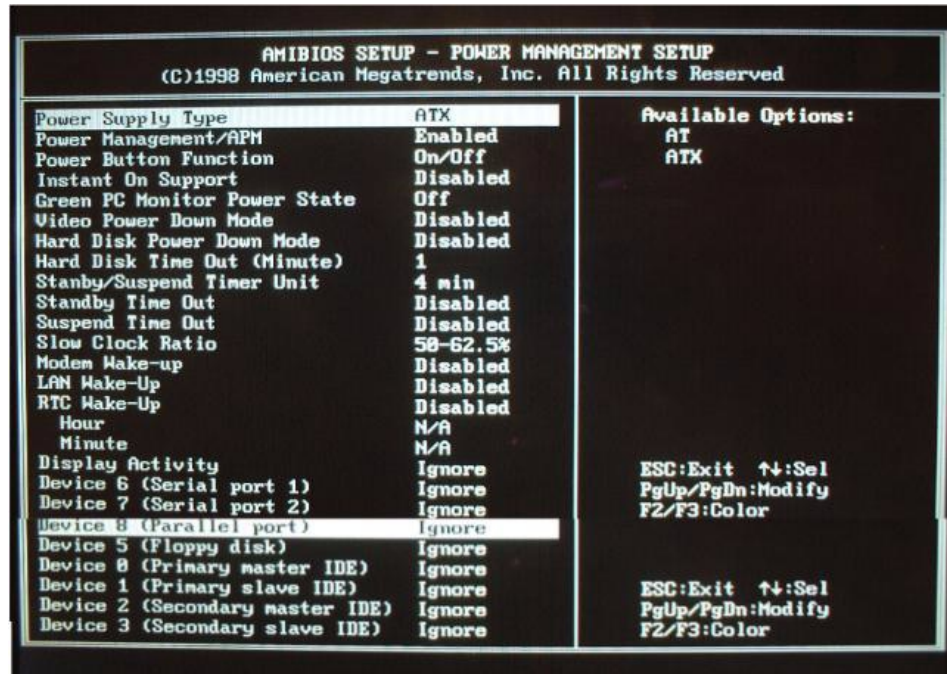 AMIBIOS SETUP - POWER MANAGEMENT SETUP
(C)1998 American Megatrends, Inc. All Rights Reserved
Power Supply Type ATX
Power Management/APM Enabled
Power Button Function On/Off
Instant On Support Disabled
Green PC Monitor Power State Off
Video Power Down Mode Disabled
Hard Disk Power Down Mode Disabled
Hard Disk Time Out (Minute) 1
Stanby/Suspend Timer Unit 4 min
Standby Time Out Disabled
Suspend Time Out Disabled
Slow Clock Ratio 50-62.5%
Modem Wake-up Disabled
LAN Wake-Up Disabled
RTC Wake-Up Disabled
Hour N/A
Minute N/A
Display Activity Ignore
Device 6 (Serial port 1) Ignore
Device 7 (Serial port 2) Ignore
Device 8 (Parallel port) Ignore
Device 5 (Floppy disk) Ignore
Device 0 (Primary master IDE) Ignore
Device 1 (Primary slave IDE) Ignore
Device 2 (Secondary master IDE) Ignore
Device 3 (Secondary slave IDE) Ignore
Available Options:
AT
ATX
ESC:Exit ↑↓:Sel
PgUp/PgDn:Modify
F2/F3:Color
ESC:Exit ↑↓:Sel
PgUp/PgDn:Modify
F2/F3:Color